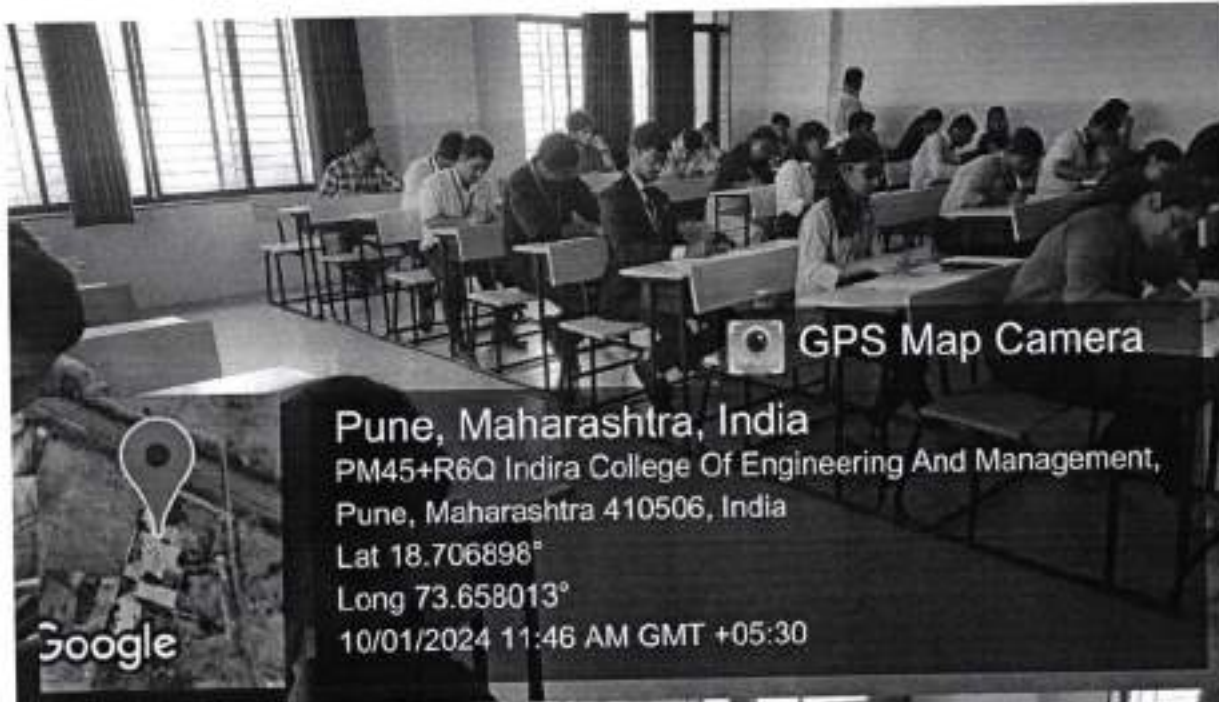 GPS Map Camera
Pune, Maharashtra, India
PM45+R6Q Indira College Of Engineering And Management,
Pune, Maharashtra 410506, India
Lat 18.706898°
Long 73.658013°
10/01/2024 11:46 AM GMT +05:30
Google